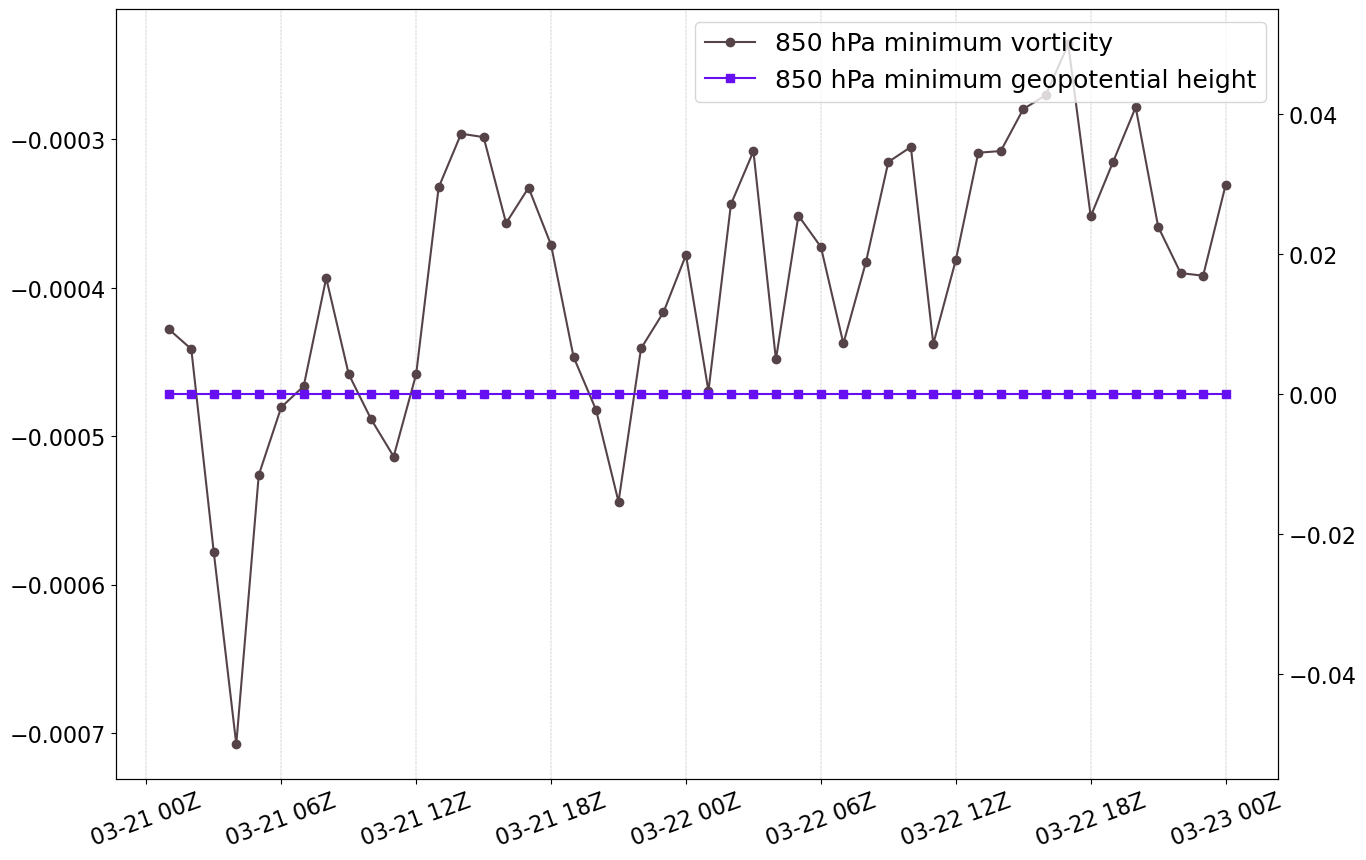 850 hPa minimum vorticity
850 hPa minimum geopotential height
−0.0003
−0.0004
−0.0005
−0.0006
−0.0007
0.04
0.02
0.00
−0.02
−0.04
03-21 00Z
03-21 06Z
03-21 12Z
03-21 18Z
03-22 00Z
03-22 06Z
03-22 12Z
03-22 18Z
03-23 00Z